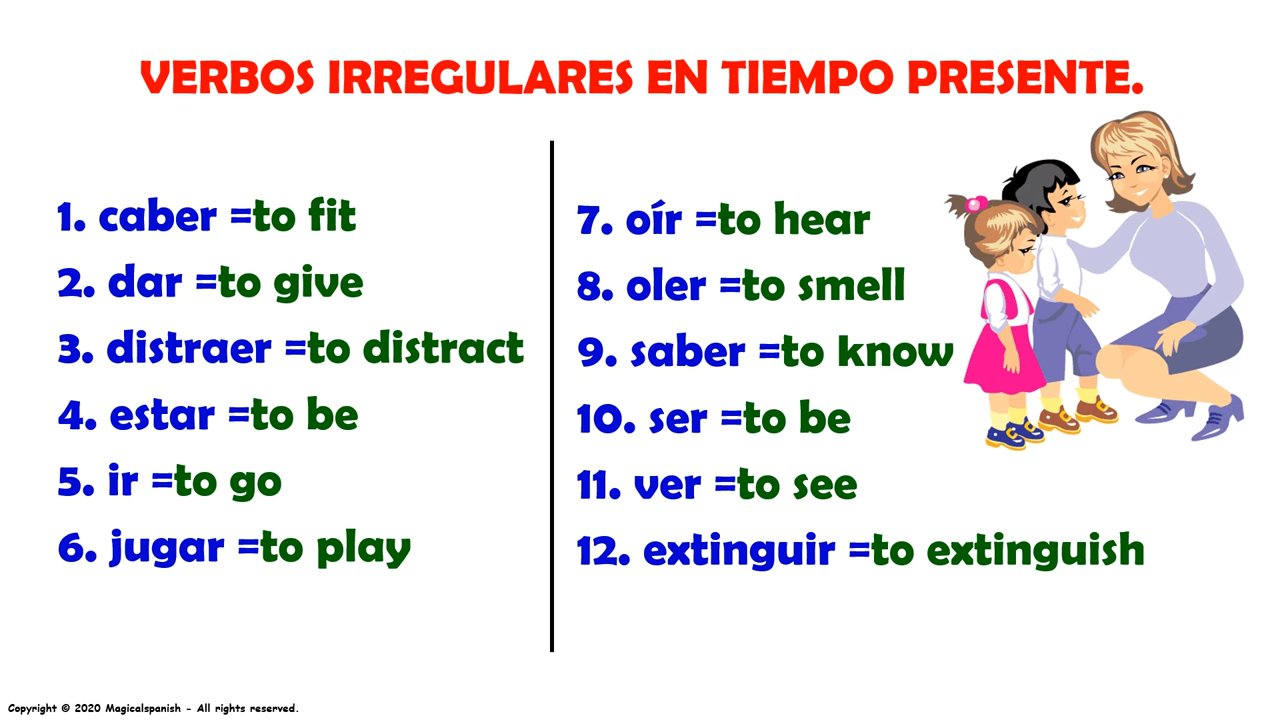 VERBOS IRREGULARES EN TIEMPO PRESENTE.
1. caber =to fit
2. dar =to give
3. distraer =to distract
4. estar =to be
5. ir =to go
6. jugar =to play
7. oír =to hear
8. oler =to smell
9. saber =to know
10. ser =to be
11. ver =to see
12. extinguir =to extinguish
Copyright © 2020 Magicalspanish - All rights reserved.